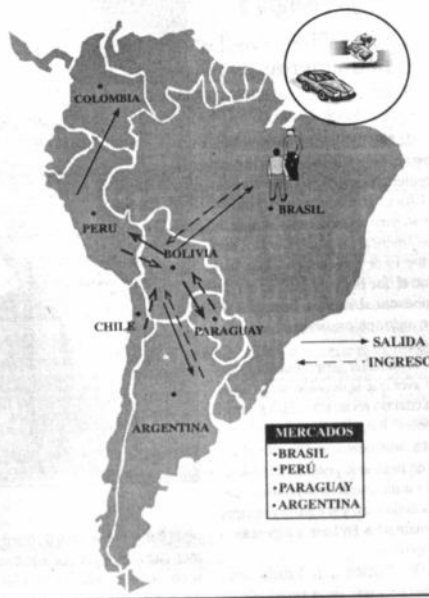 COLOMBIA
PERU
BRASIL
BOLIVIA
CHILE
PARAGUAY
SALIDA
INGRESO
ARGENTINA
MERCADOS
•BRASIL
•PERÚ
•PARAGUAY
•ARGENTINA